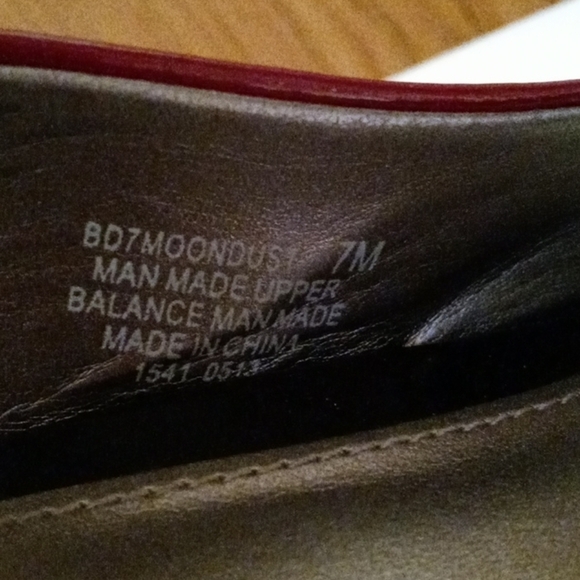 BD7MOONDUST 7M
MAN MADE UPPER
BALANCE MAN MADE
MADE IN CHINA
1541 0513